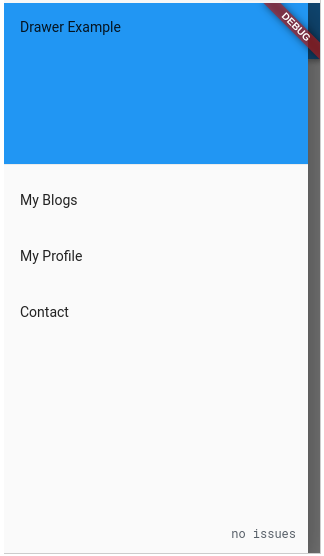 Drawer Example
DEBUG
My Blogs
My Profile
Contact
no issues